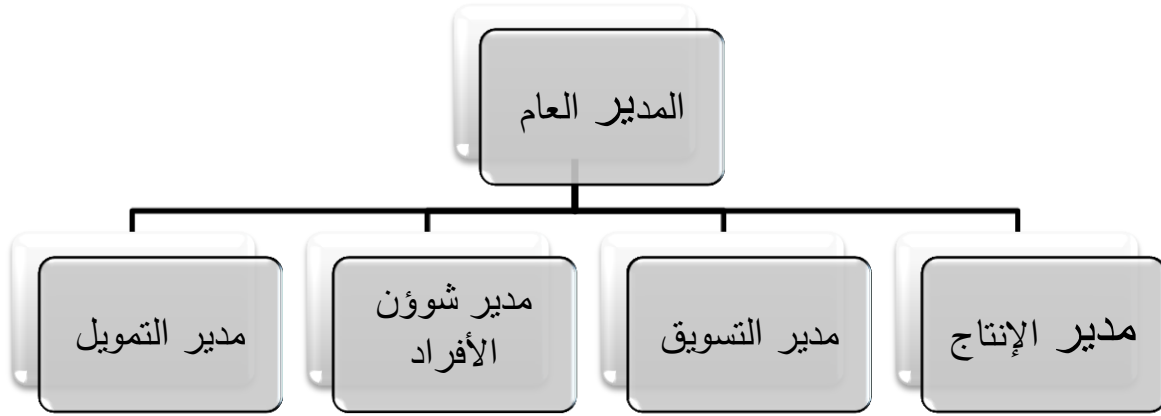 المدير العام
مدير الإنتاج
مدير التسويق
مدير شوؤن
الأفراد
مدير التمويل